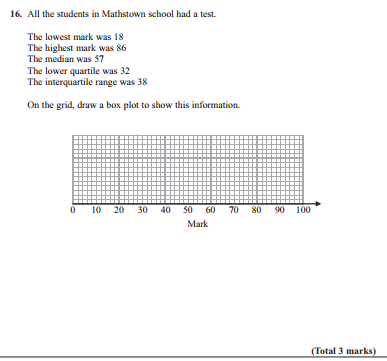 16. All the students in Mathstown school had a test.
The lowest mark was 18
The highest mark was 86
The median was 57
The lower quartile was 32
The interquartile range was 38
On the grid, draw a box plot to show this information.
0 10 20 30 40 50 60 70 80 90 100
Mark
(Total 3 marks)